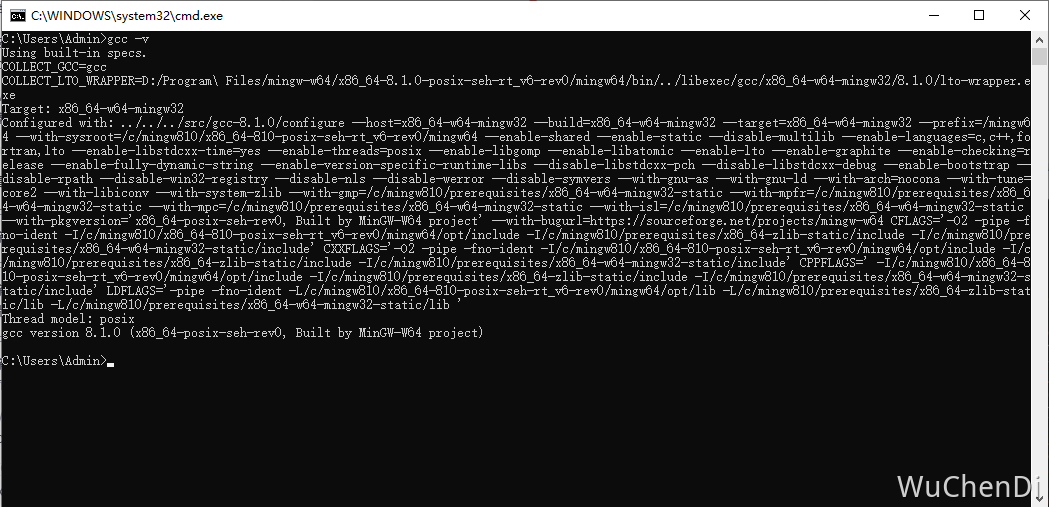 C:\WINDOWS\system32\cmd.exe
C:\Users\Admin>gcc -v
Using built-in specs.
COLLECT_GCC=gcc
COLLECT_LTO_WRAPPER=D:/Program\ Files/mingw-w64/x86_64-8.1.0-posix-seh-rt_v6-rev0/mingw64/bin/../libexec/gcc/x86_64-w64-mingw32/8.1.0/lto-wrapper.e
xe
Target: x86_64-w64-mingw32
Configured with: ../../../src/gcc-8.1.0/configure --host=x86_64-w64-mingw32 --build=x86_64-w64-mingw32 --target=x86_64-w64-mingw32 --prefix=/mingw6
4 --with-sysroot=/c/mingw810/x86_64-810-posix-seh-rt_v6-rev0/mingw64 --enable-shared --enable-static --disable-multilib --enable-languages=c,c++,fo
rtran,lto --enable-libstdcxx-time=yes --enable-threads=posix --enable-libgomp --enable-libatomic --enable-lto --enable-graphite --enable-checking=r
elease --enable-fully-dynamic-string --enable-version-specific-runtime-libs --disable-libstdcxx-pch --disable-libstdcxx-debug --enable-bootstrap --
disable-rpath --disable-win32-registry --disable-nls --disable-werror --disable-symvers --with-gnu-as --with-gnu-ld --with-arch=nocona --with-tune=
core2 --with-libiconv --with-system-zlib --with-gmp=/c/mingw810/prerequisites/x86_64-w64-mingw32-static --with-mpfr=/c/mingw810/prerequisites/x86_6
4-w64-mingw32-static --with-mpc=/c/mingw810/prerequisites/x86_64-w64-mingw32-static --with-isl=/c/mingw810/prerequisites/x86_64-w64-mingw32-static
--with-pkgversion='x86_64-posix-seh-rev0, Built by MinGW-W64 project' --with-bugurl=https://sourceforge.net/projects/mingw-w64 CFLAGS='-O2 -pipe -f
no-ident -I/c/mingw810/x86_64-810-posix-seh-rt_v6-rev0/mingw64/opt/include -I/c/mingw810/prerequisites/x86_64-zlib-static/include -I/c/mingw810/pre
requisites/x86_64-w64-mingw32-static/include' CXXFLAGS='-O2 -pipe -fno-ident -I/c/mingw810/x86_64-810-posix-seh-rt_v6-rev0/mingw64/opt/include -I/c
/mingw810/prerequisites/x86_64-zlib-static/include -I/c/mingw810/prerequisites/x86_64-w64-mingw32-static/include' CPPFLAGS=' -I/c/mingw810/x86_64-8
10-posix-seh-rt_v6-rev0/mingw64/opt/include -I/c/mingw810/prerequisites/x86_64-zlib-static/include -I/c/mingw810/prerequisites/x86_64-w64-mingw32-s
tatic/include' LDFLAGS='-pipe -fno-ident -L/c/mingw810/x86_64-810-posix-seh-rt_v6-rev0/mingw64/opt/lib -L/c/mingw810/prerequisites/x86_64-zlib-stat
ic/lib -L/c/mingw810/prerequisites/x86_64-w64-mingw32-static/lib '
Thread model: posix
gcc version 8.1.0 (x86_64-posix-seh-rev0, Built by MinGW-W64 project)
C:\Users\Admin>
WuChenDi